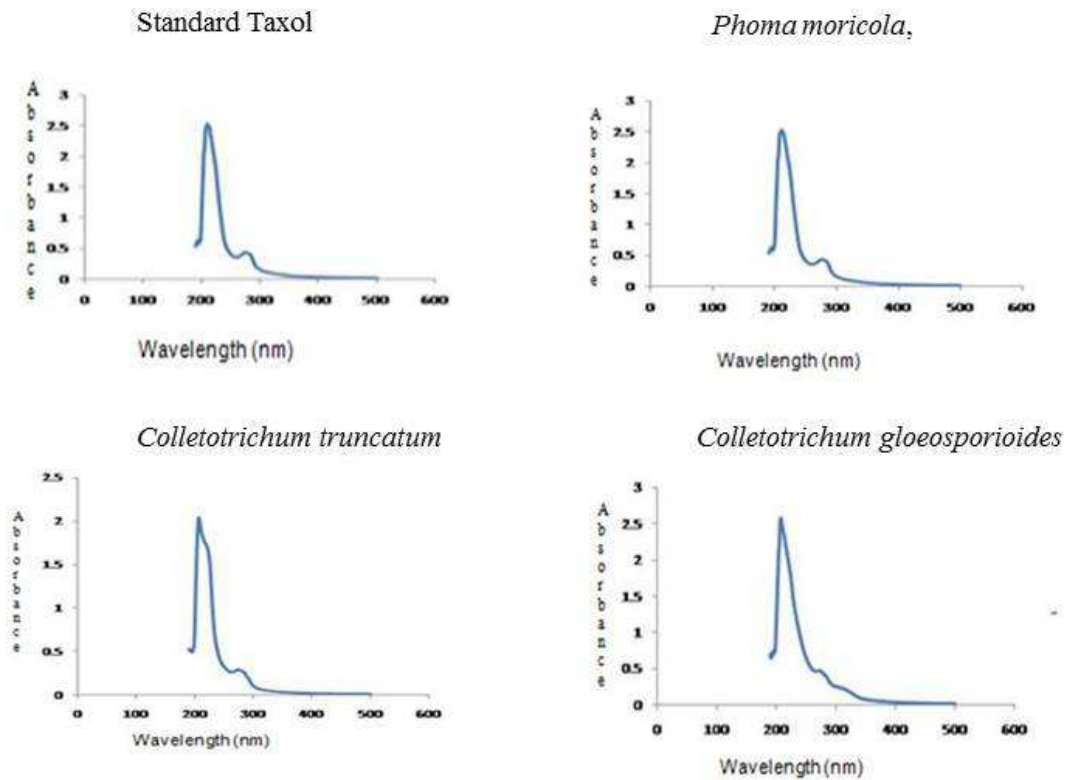 Standard Taxol
Absorbance
3
2.5
2
1.5
1
0.5
0
0 100 200 300 400 500 600
Wavelength (nm)
Phoma moricola,
Absorbance
3
2.5
2
1.5
1
0.5
0
0 100 200 300 400 500 600
Wavelength (nm)
Colletotrichum truncatum
Absorbance
2.5
2
1.5
1
0.5
0
0 100 200 300 400 500 600
Wavelength (nm)
Colletotrichum gloeosporioides
Absorbance
3
2.5
2
1.5
1
0.5
0
0 100 200 300 400 500 600
Wavelength (nm)